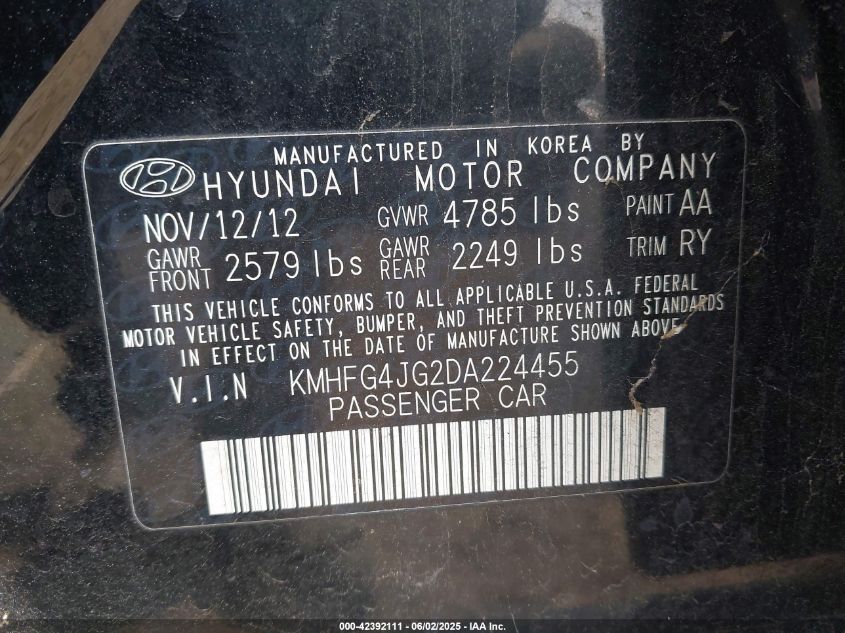 MANUFACTURED IN KOREA BY
HYUNDAI MOTOR COMPANY
NOV/12/12 GVWR 4785 lbs PAINT AA
GAWR FRONT 2579 lbs GAWR REAR 2249 lbs TRIM RY
THIS VEHICLE CONFORMS TO ALL APPLICABLE U.S.A. FEDERAL
MOTOR VEHICLE SAFETY, BUMPER, AND THEFT PREVENTION STANDARDS
IN EFFECT ON THE DATE OF MANUFACTURE SHOWN ABOVE.
V.I.N KMHFG4JG2DA224455
PASSENGER CAR
000-42392111 - 06/02/2025 - IAA Inc.